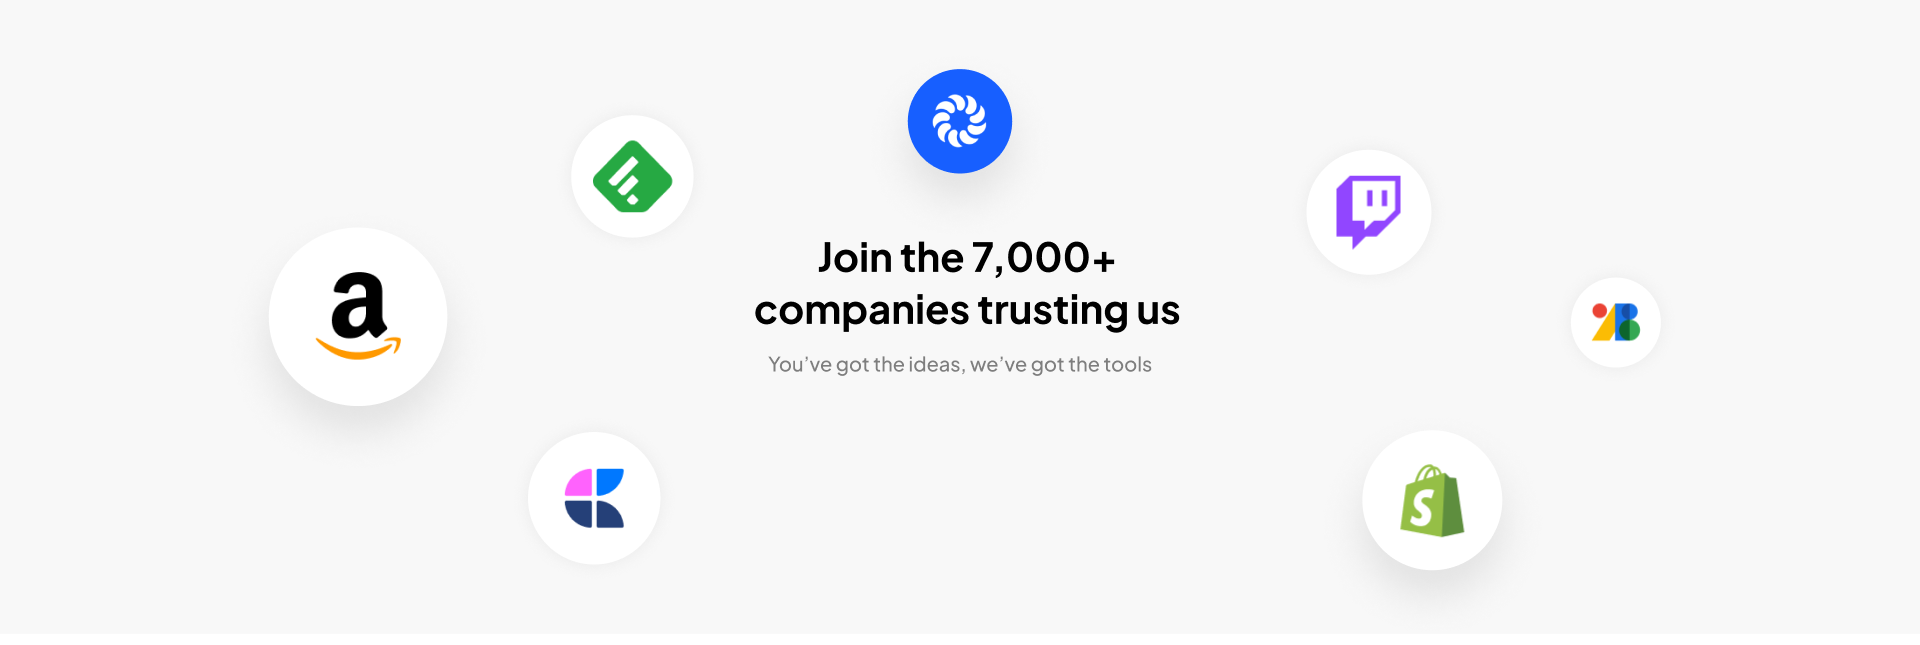 Join the 7,000+
companies trusting us
You’ve got the ideas, we’ve got the tools